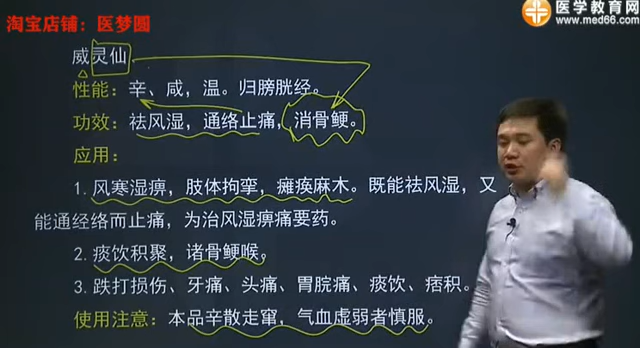 淘宝店铺：医梦圆
医学教育网
www.med66.com
威灵仙
性能：辛、咸，温。归膀胱经。
功效：祛风湿，通络止痛，消骨鲠。
应用：
1. 风寒湿痹，肢体拘挛，瘫痪麻木。既能祛风湿，又
能通经络而止痛，为治风湿痹痛要药。
2. 痰饮积聚，诸骨鲠喉。
3. 跌打损伤、牙痛、头痛、胃脘痛、痰饮、痞积。
使用注意：本品辛散走窜，气血虚弱者慎服。